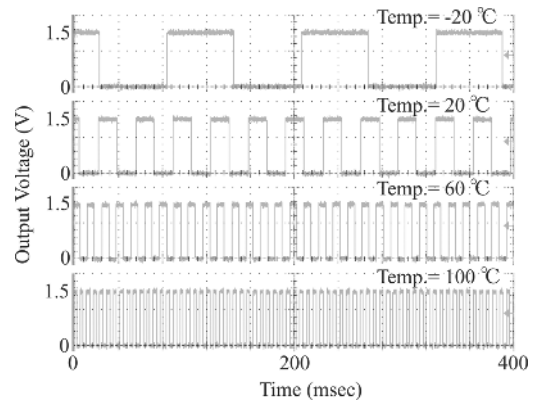 Temp.= -20 °C
1.5
0
Temp.= 20 °C
1.5
0
Temp.= 60 °C
1.5
0
Temp.= 100 °C
1.5
0
0
200
400
Time (msec)
Output Voltage (V)